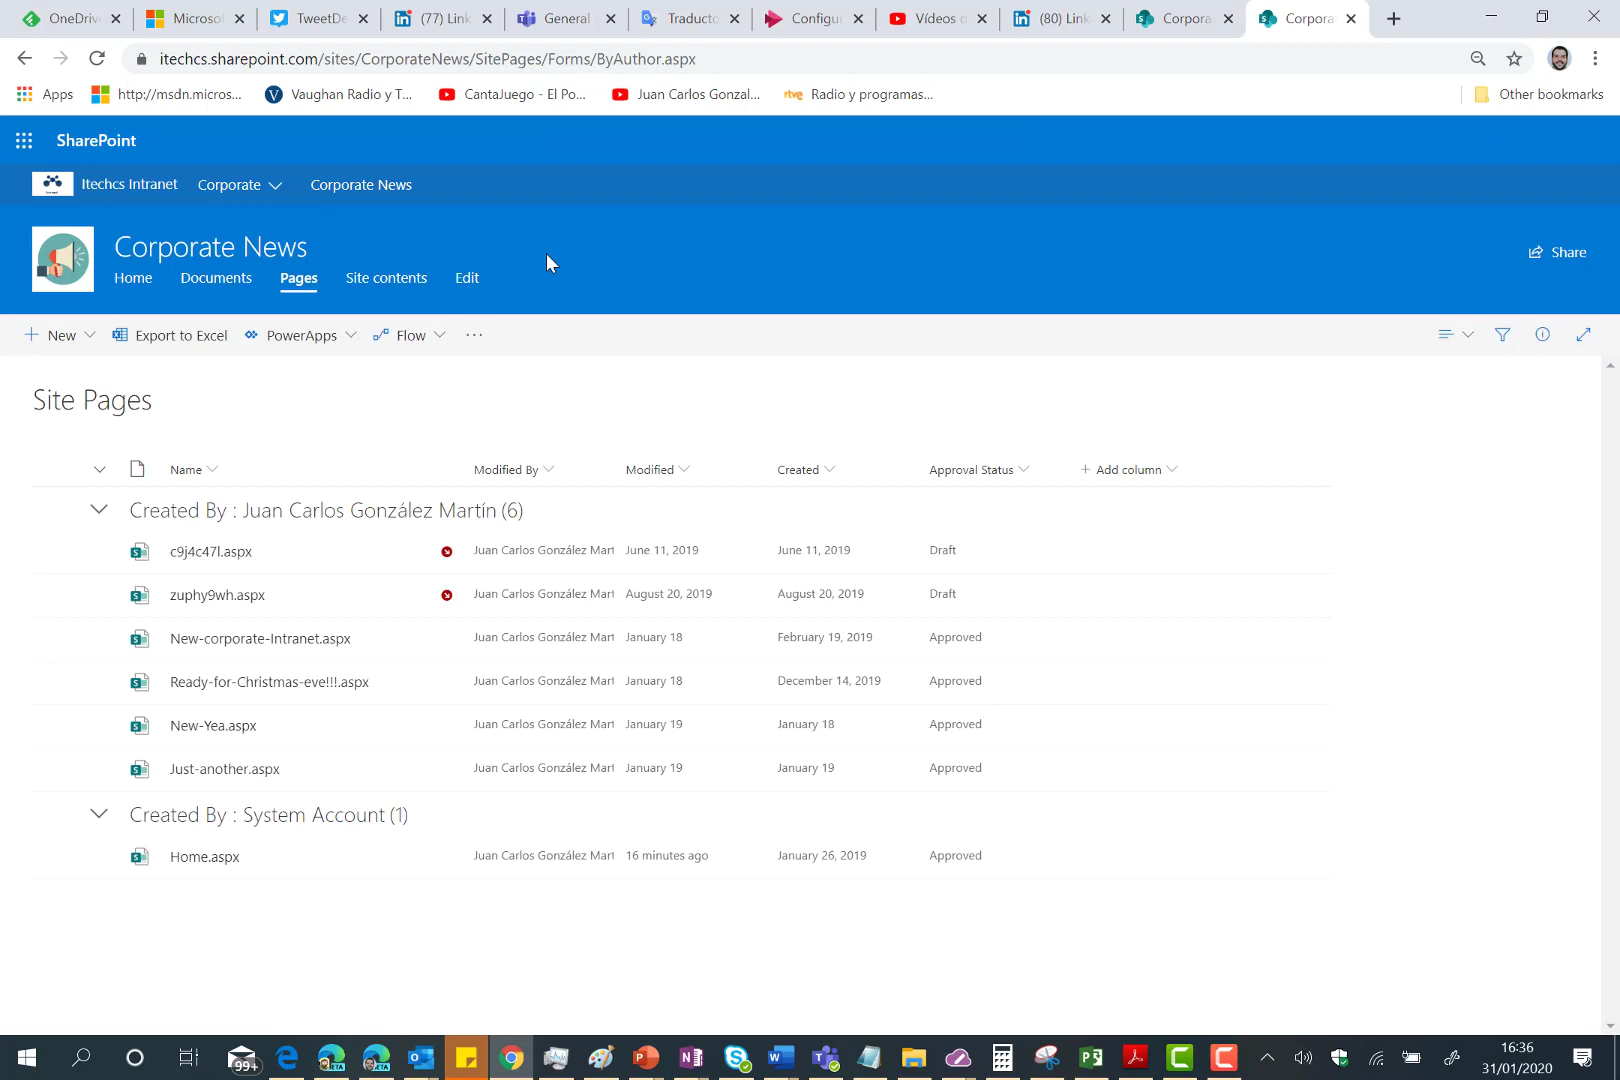 OneDriv
Microsof
TweetDe
(77) Link
General
Traducto
Configur
Vídeos d
(80) Link
Corpora
Corpora
itechcs.sharepoint.com/sites/CorporateNews/SitePages/Forms/ByAuthor.aspx
Apps
http://msdn.micros...
Vaughan Radio y T...
CantaJuego - El Po...
Juan Carlos Gonzal...
rtve Radio y programas...
Other bookmarks
SharePoint
Itechcs Intranet
Corporate
Corporate News
Corporate News
Home
Documents
Pages
Site contents
Edit
Share
New
Export to Excel
PowerApps
Flow
Site Pages
Name
Modified By
Modified
Created
Approval Status
Add column
Created By : Juan Carlos González Martín (6)
c9j4c47l.aspx Juan Carlos González Mart June 11, 2019 June 11, 2019 Draft
zuphy9wh.aspx Juan Carlos González Mart August 20, 2019 August 20, 2019 Draft
New-corporate-Intranet.aspx Juan Carlos González Mart January 18 February 19, 2019 Approved
Ready-for-Christmas-eve!!!.aspx Juan Carlos González Mart January 18 December 14, 2019 Approved
New-Yea.aspx Juan Carlos González Mart January 19 January 18 Approved
Just-another.aspx Juan Carlos González Mart January 19 January 19 Approved
Created By : System Account (1)
Home.aspx Juan Carlos González Mart 16 minutes ago January 26, 2019 Approved
99+
16:36
31/01/2020